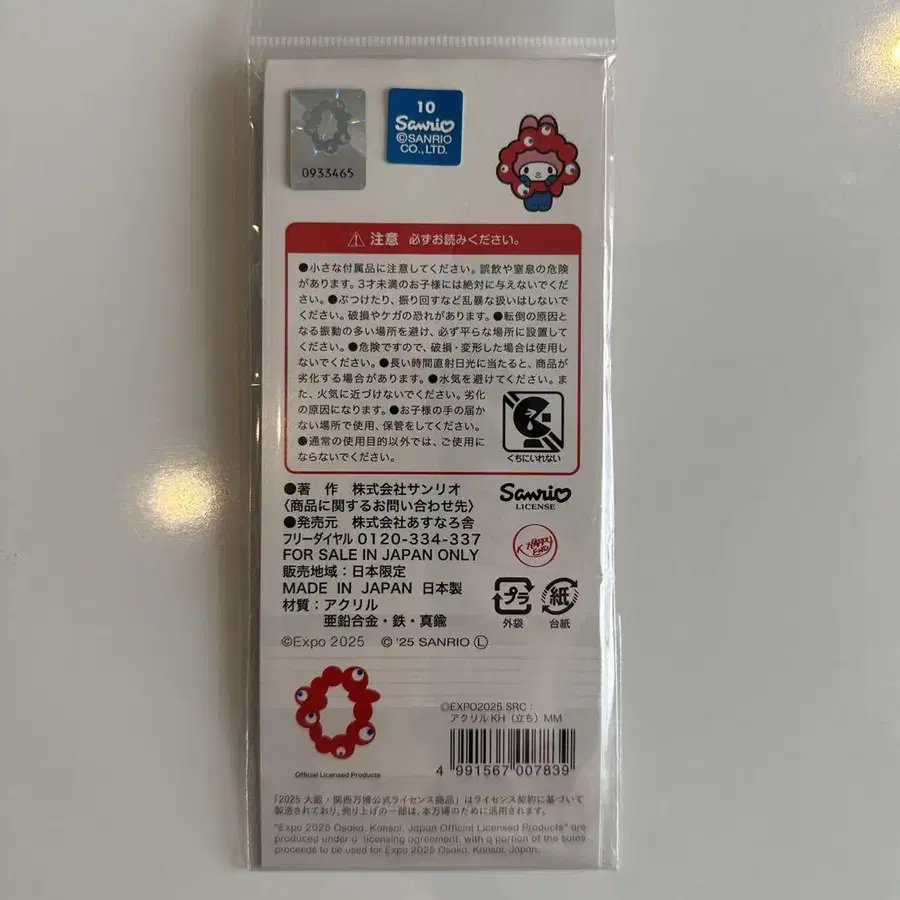 10
Sanrio
©SANRIO
CO.,LTD.
0933465
注意 必ずお読みください。
●小さな付属品に注意してください。誤飲や窒息の危険
があります。3才未満のお子様には絶対に与えないでくだ
さい。●ぶつけたり、振り回すなど乱暴な扱いはしないで
ください。破損やケガの恐れがあります。●転倒の原因と
なる振動の多い場所を避け、必ず平らな場所に設置して
ください。●危険ですので、破損・変形した場合は使用し
ないでください。●長い時間直射日光に当たると、商品が
劣化する場合があります。●水気を避けてください。ま
た、火気に近づけないでください。劣化
の原因になります。●お子様の手の届か
ない場所で使用、保管をしてください。
●通常の使用目的以外では、ご使用に
ならないでください。
くちにいれない
●著 作 株式会社サンリオ
〈商品に関するお問い合わせ先〉
●発売元 株式会社あすなろ舎
フリーダイヤル 0120-334-337
FOR SALE IN JAPAN ONLY
販売地域：日本限定
MADE IN JAPAN 日本製
材質：アクリル
亜鉛合金・鉄・真鍮
©Expo 2025 © '25 SANRIO Ⓛ
Sanrio
LICENSE
HAPPY
END
プラ
外袋
紙
台紙
Official Licensed Products
©EXPO2025 SRC：
アクリルKH（立ち）MM
4 991567 007839
「2025 大阪・関西万博公式ライセンス商品」はライセンス契約に基づいて
製造されており、売り上げの一部は、本万博のために活用されます。
"Expo 2025 Osaka, Kansai, Japan Official Licensed Products" are
produced under a licensing agreement, with a portion of the sales
proceeds to be used for Expo 2025 Osaka, Kansai, Japan.